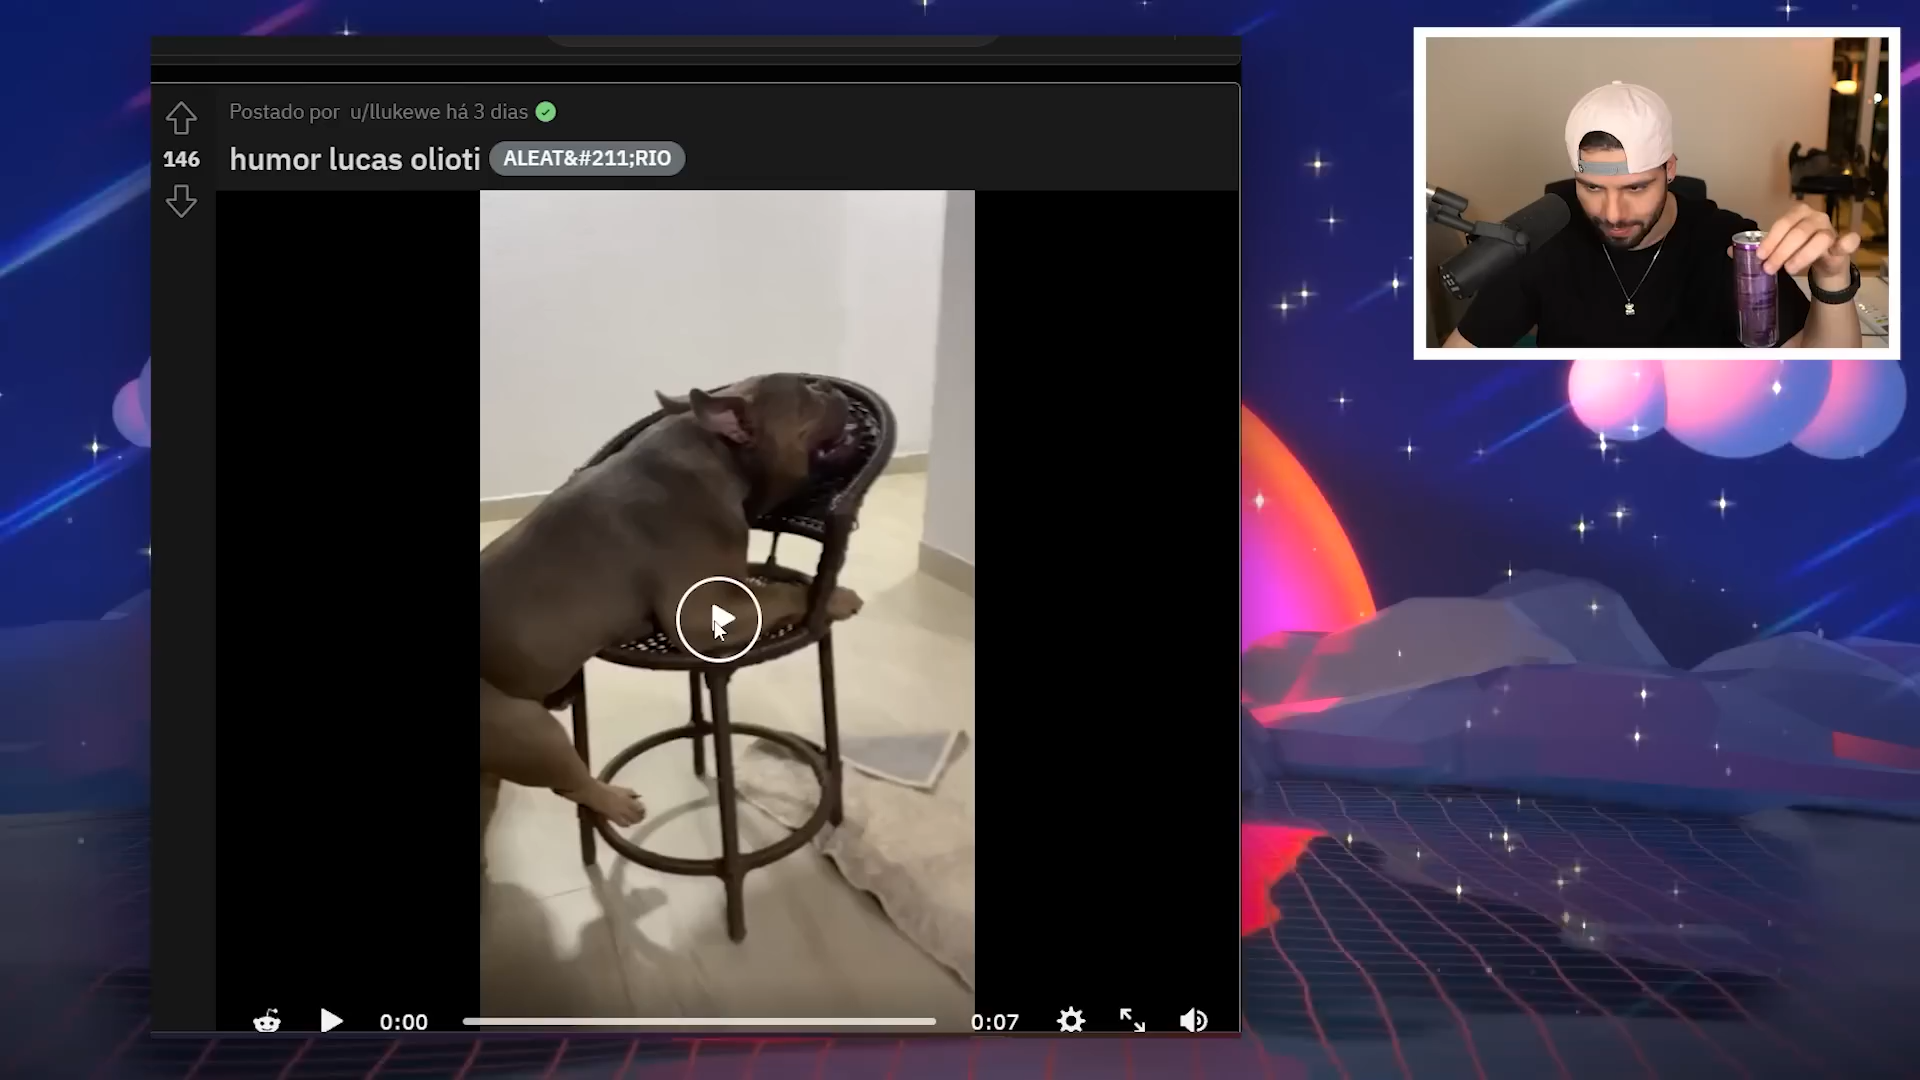 Postado por u/llukewe há 3 dias
146
humor lucas olioti ALEAT&#211;RIO
0:00
0:07